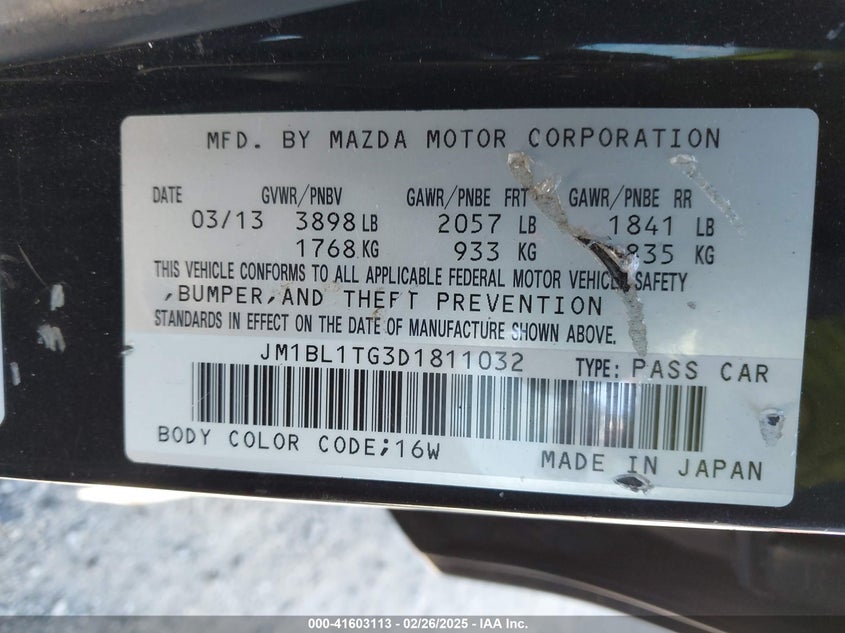 MFD. BY MAZDA MOTOR CORPORATION
DATE GVWR/PNBV GAWR/PNBE FRT GAWR/PNBE RR
03/13 3898 LB 2057 LB 1841 LB
1768 KG 933 KG 835 KG
THIS VEHICLE CONFORMS TO ALL APPLICABLE FEDERAL MOTOR VEHICLE SAFETY
,BUMPER,AND THEFT PREVENTION
STANDARDS IN EFFECT ON THE DATE OF MANUFACTURE SHOWN ABOVE.
JM1BL1TG3D1811032 TYPE: PASS CAR
BODY COLOR CODE;16W
MADE IN JAPAN
000-41603113 - 02/26/2025 - IAA Inc.